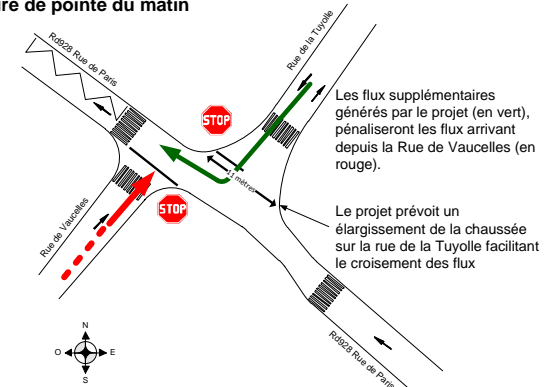 re de pointe du matin
Rd928 Rue de Paris
Rue de la Tuyolle
STOP
Les flux supplémentaires
générés par le projet (en vert),
pénaliseront les flux arrivant
depuis la Rue de Vaucelles (en
rouge).
11 mètres
STOP
Rue de Vaucelles
Le projet prévoit un
élargissement de la chaussée
sur la rue de la Tuyolle facilitant
le croisement des flux
N
O
E
S
Rd928 Rue de Paris